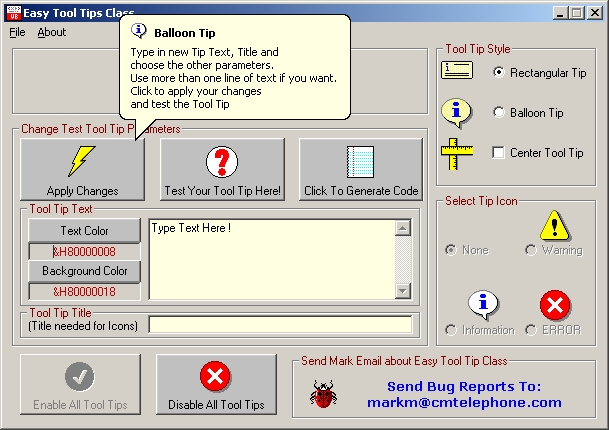 Easy Tool Tips Class
File About
Balloon Tip
Type in new Tip Text, Title and
choose the other parameters.
Use more than one line of text if you want.
Click to apply your changes
and test the Tool Tip
Tool Tip Style
Rectangular Tip
Balloon Tip
Center Tool Tip
Change Test Tool Tip Parameters
Apply Changes
Test Your Tool Tip Here!
Click To Generate Code
Tool Tip Text
Text Color
&H80000008
Background Color
&H80000018
Type Text Here !
Tool Tip Title
(Title needed for Icons)
Select Tip Icon
None
Warning
Information
ERROR
Enable All Tool Tips
Disable All Tool Tips
Send Mark Email about Easy Tool Tip Class
Send Bug Reports To:
markm@cmtelephone.com